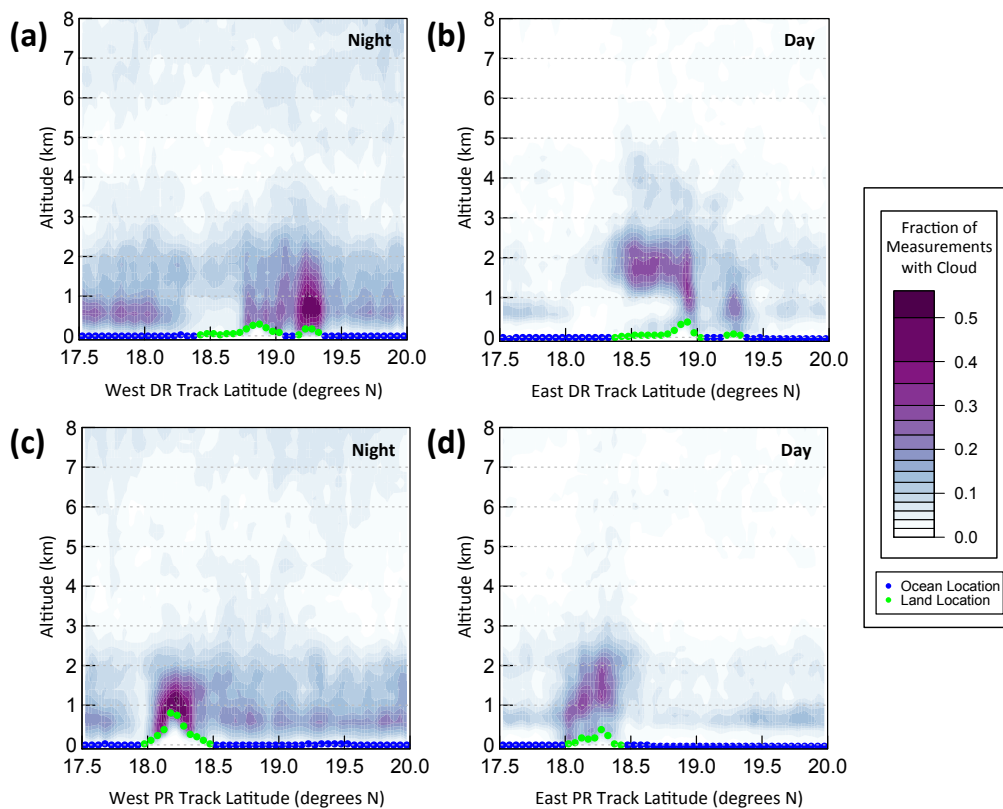 (a)
Night
8
7
6
5
4
3
2
1
0
Altitude (km)
17.5 18.0 18.5 19.0 19.5 20.0
West DR Track Latitude (degrees N)
(b)
Day
8
7
6
5
4
3
2
1
0
Altitude (km)
17.5 18.0 18.5 19.0 19.5 20.0
East DR Track Latitude (degrees N)
(c)
Night
8
7
6
5
4
3
2
1
0
Altitude (km)
17.5 18.0 18.5 19.0 19.5 20.0
West PR Track Latitude (degrees N)
(d)
Day
8
7
6
5
4
3
2
1
0
Altitude (km)
17.5 18.0 18.5 19.0 19.5 20.0
East PR Track Latitude (degrees N)
Fraction of
Measurements
with Cloud
0.5
0.4
0.3
0.2
0.1
0.0
Ocean Location
Land Location